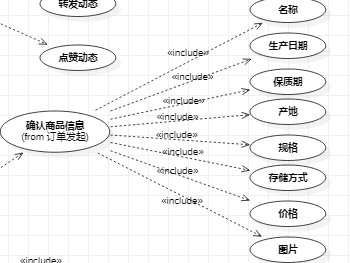 转发动态
名称
«include»
生产日期
点赞动态
«include»
保质期
«include»
产地
«include»
确认商品信息
(from 订单发起)
«include»
规格
«include»
存储方式
«include»
价格
«include»
图片
«include»